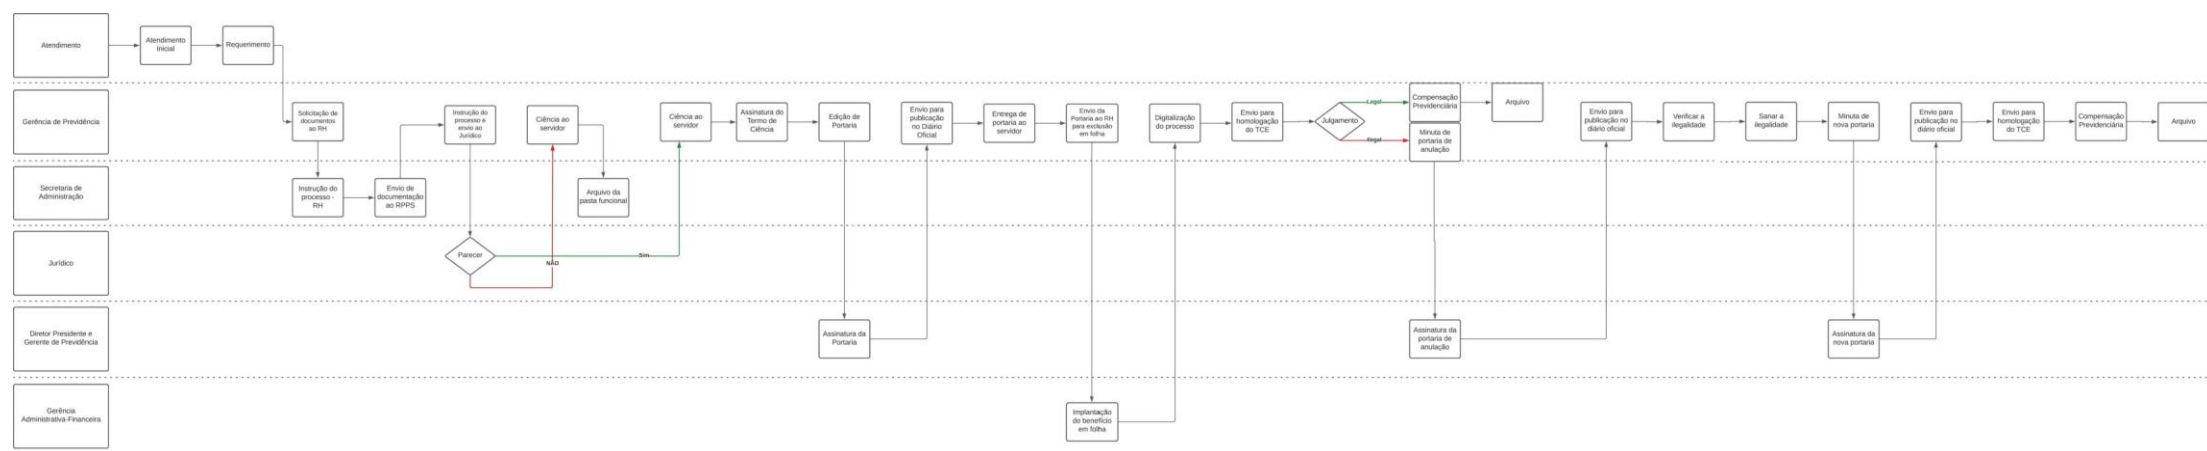 Atendimento
Atendimento
Inicial
Requerimento
Gerência de Previdência
Solicitação de
documentos
ao RH
Instrução do
processo e
envio ao
Jurídico
Ciência ao
servidor
Ciência ao
servidor
Assinatura do
Termo de
Ciência
Edição de
Portaria
Envio para
publicação
no Diário
Oficial
Entrega de
portaria ao
servidor
Envio da
Portaria ao RH
para exclusão
em folha
Digitalização
do processo
Envio para
homologação
do TCE
Julgamento
Legal
Ilegal
Compensação
Previdenciária
Arquivo
Minuta de
portaria de
anulação
Envio para
publicação no
diário oficial
Verificar a
ilegalidade
Sanar a
ilegalidade
Minuta de
nova portaria
Envio para
publicação no
diário oficial
Envio para
homologação
do TCE
Compensação
Previdenciária
Arquivo
Secretaria de
Administração
Instrução do
processo -
RH
Envio de
documentação
ao RPPS
Arquivo da
pasta funcional
Jurídico
Parecer
NÃO
Sim
Diretor Presidente e
Gerente de Previdência
Assinatura da
Portaria
Assinatura da
portaria de
anulação
Assinatura da
nova portaria
Gerência
Administrativa-Financeira
Implantação
do benefício
em folha